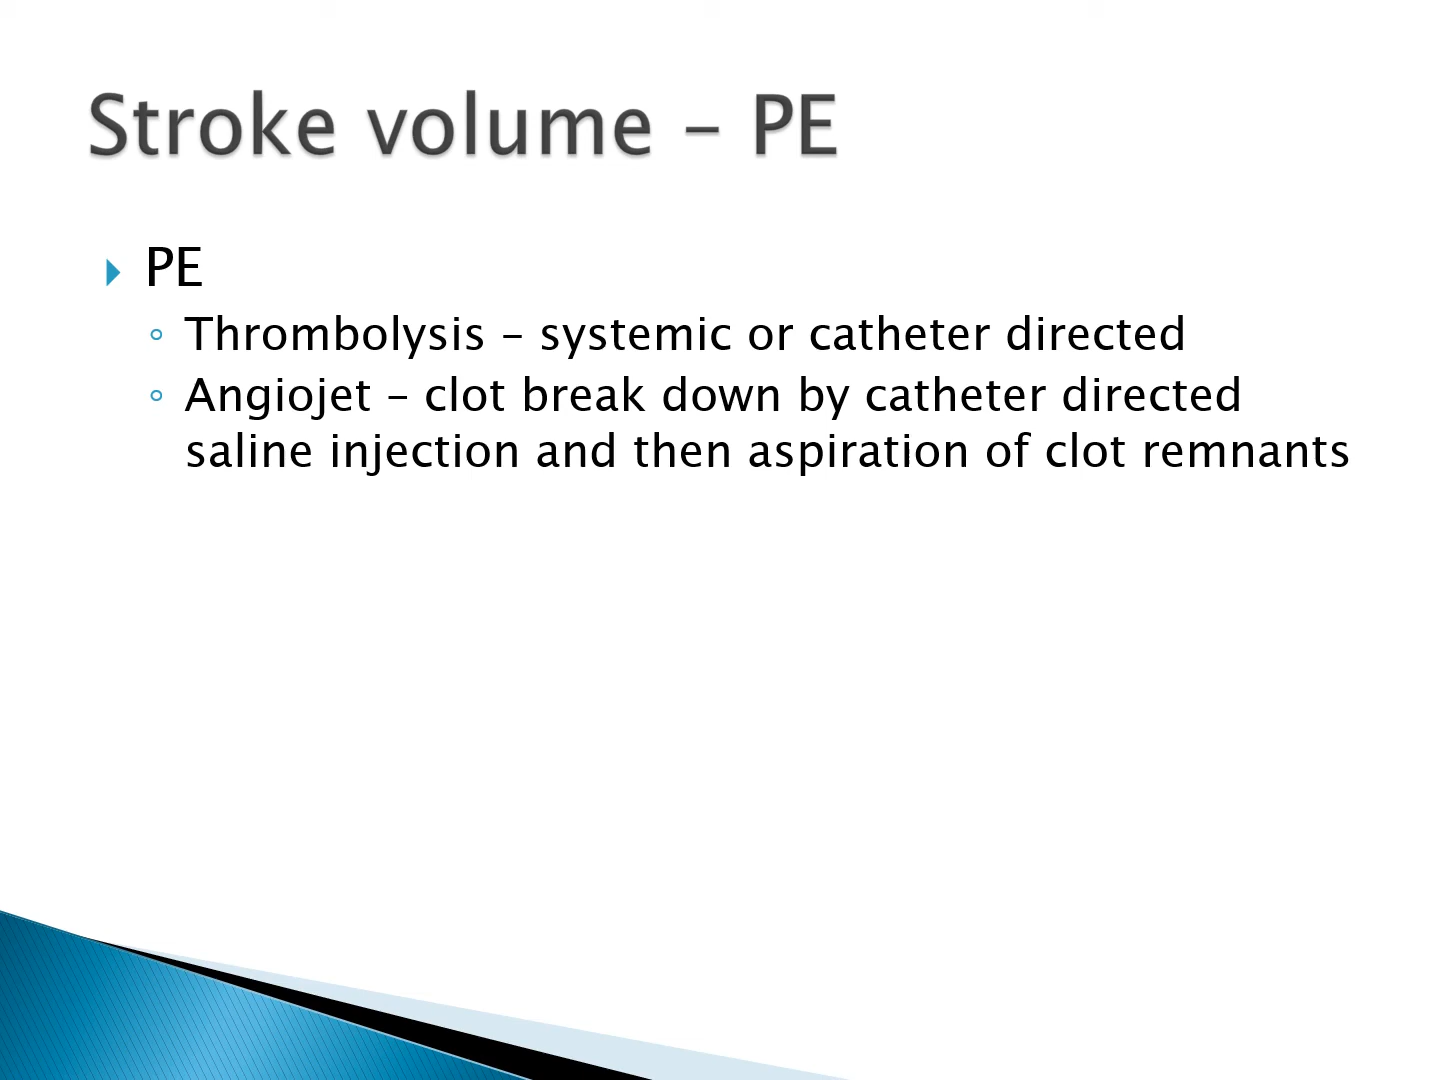 Stroke volume – PE
PE
Thrombolysis – systemic or catheter directed
Angiojet – clot break down by catheter directed
saline injection and then aspiration of clot remnants